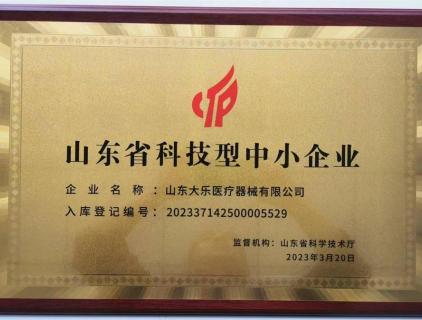 山东省科技型中小企业
企业名称：山东大乐医疗器械有限公司
入库登记编号：202337142500005529
监督机构：山东省科学技术厅
2023年3月20日